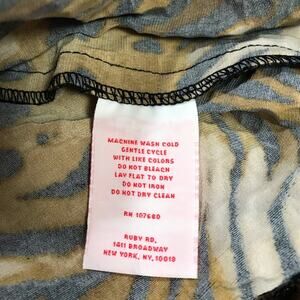 MACHINE WASH COLD
GENTLE CYCLE
WITH LIKE COLORS
DO NOT BLEACH
LAY FLAT TO DRY
DO NOT IRON
DO NOT DRY CLEAN
RN 107680
RUBY RD,
1411 BROADWAY
NEW YORK, NY, 10018